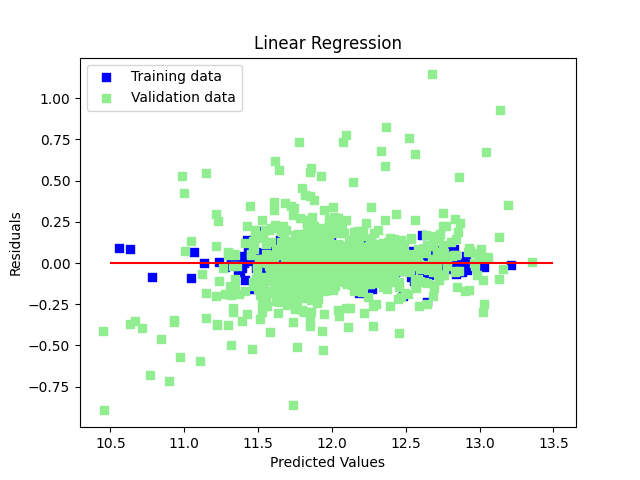 Linear Regression
Training data
Validation data
1.00
0.75
0.50
0.25
0.00
−0.25
−0.50
−0.75
Residuals
10.5 11.0 11.5 12.0 12.5 13.0 13.5
Predicted Values